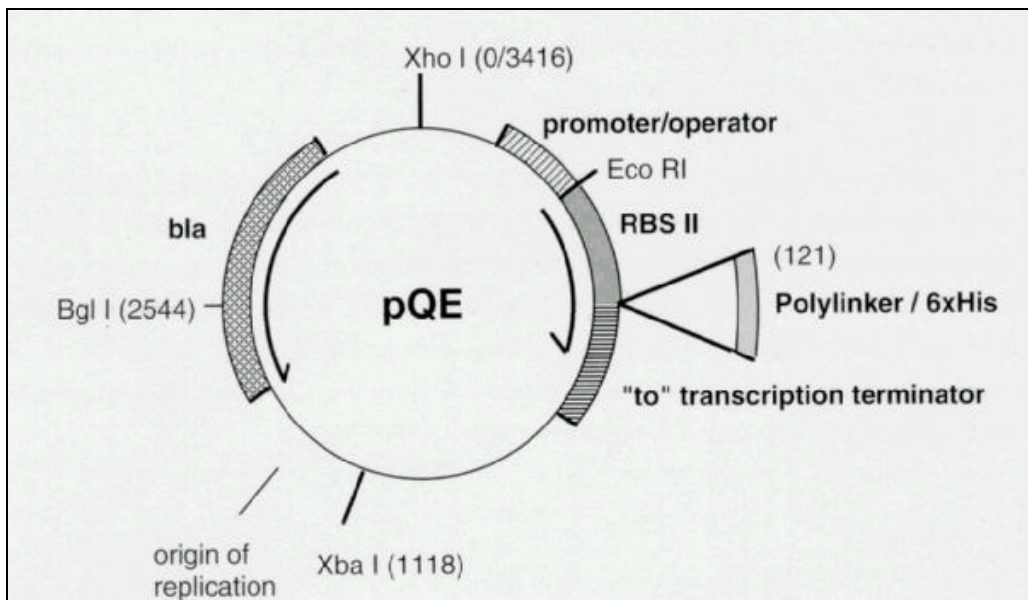 Xho I (0/3416)
promoter/operator
Eco RI
RBS II
bla
(121)
Polylinker / 6xHis
Bgl I (2544)
pQE
"to" transcription terminator
origin of
replication
Xba I (1118)